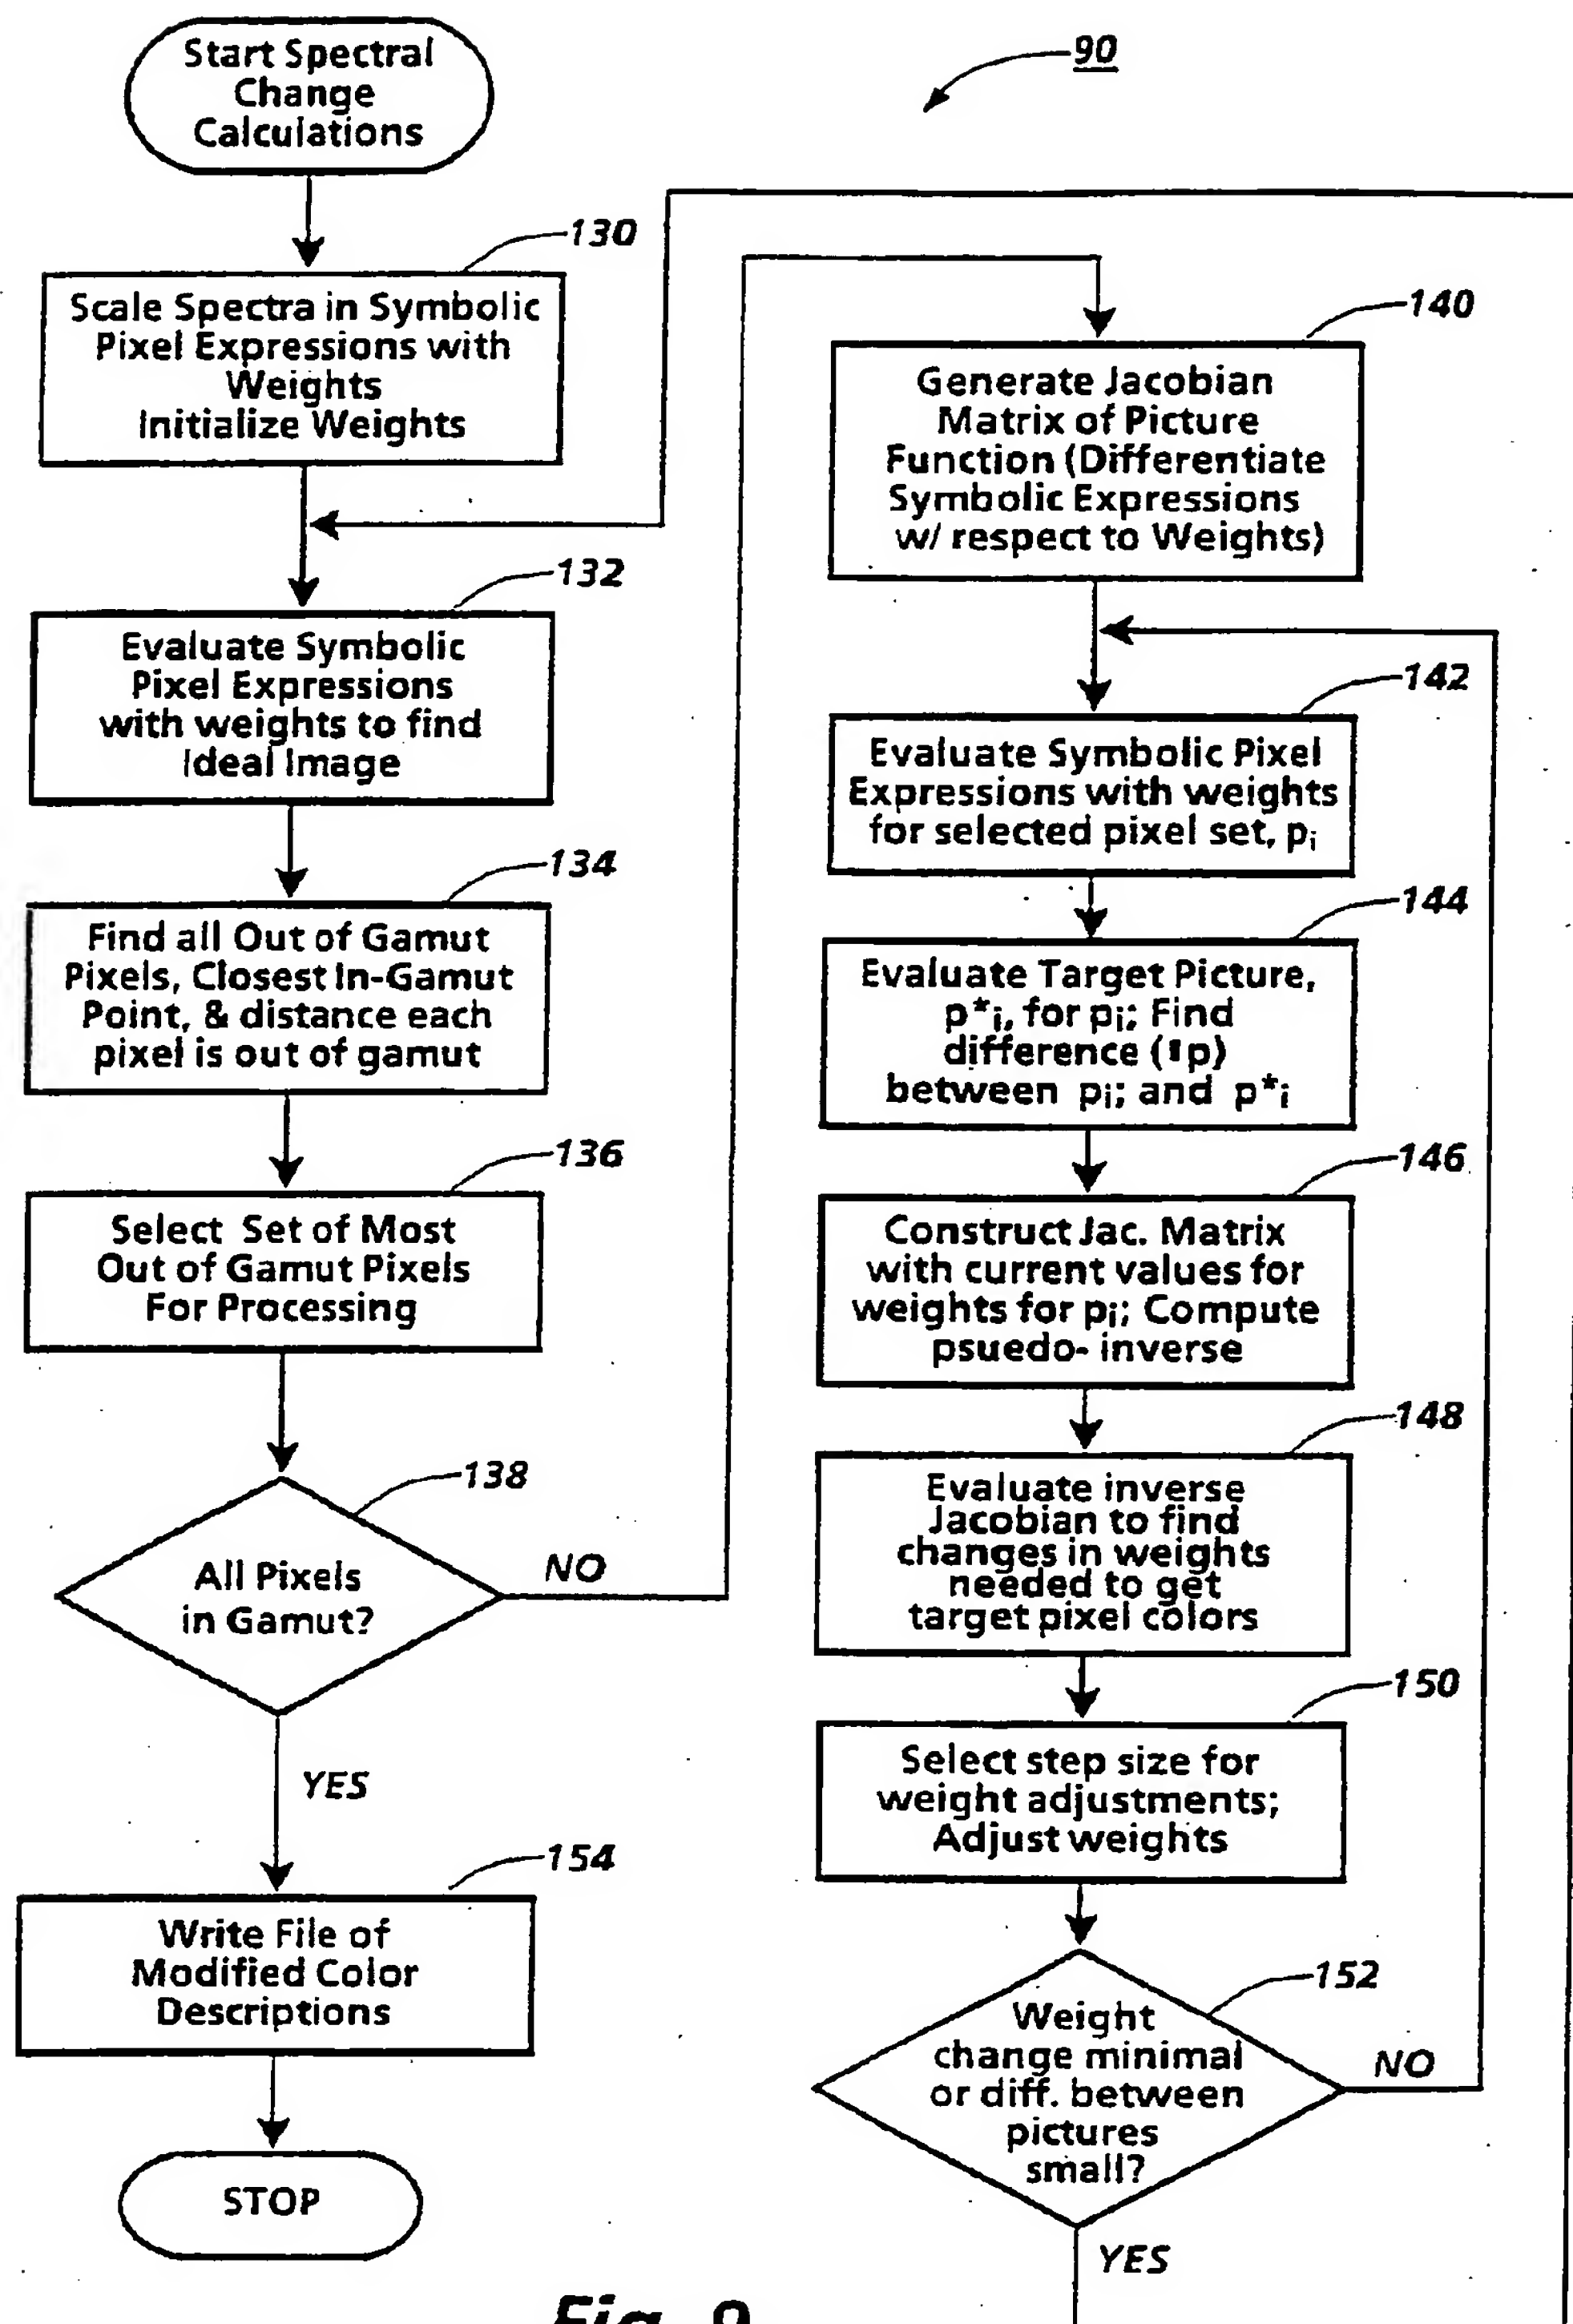 Start Spectral
Change
Calculations
90
130
Scale Spectra in Symbolic
Pixel Expressions with
Weights
Initialize Weights
132
Evaluate Symbolic
Pixel Expressions
with weights to find
Ideal Image
134
Find all Out of Gamut
Pixels, Closest In-Gamut
Point, & distance each
pixel is out of gamut
136
Select Set of Most
Out of Gamut Pixels
For Processing
138
All Pixels
in Gamut?
NO
YES
154
Write File of
Modified Color
Descriptions
STOP
140
Generate Jacobian
Matrix of Picture
Function (Differentiate
Symbolic Expressions
w/ respect to Weights)
142
Evaluate Symbolic Pixel
Expressions with weights
for selected pixel set, pi
144
Evaluate Target Picture,
p*i, for pi; Find
difference (p)
between pi; and p*i
146
Construct Jac. Matrix
with current values for
weights for pi; Compute
psuedo- inverse
148
Evaluate inverse
Jacobian to find
changes in weights
needed to get
target pixel colors
150
Select step size for
weight adjustments;
Adjust weights
152
Weight
change minimal
or diff. between
pictures
small?
NO
YES
Fig. 9